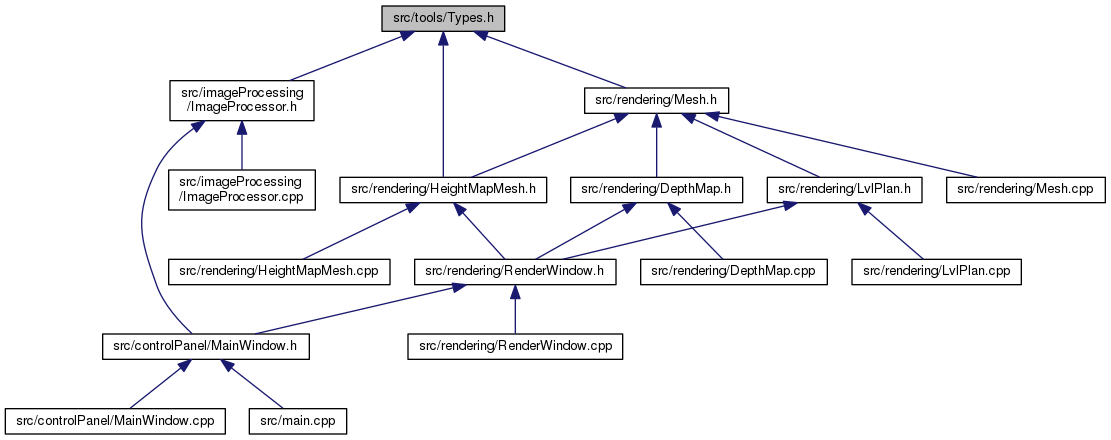 src/tools/Types.h
src/imageProcessing
/ImageProcessor.h
src/rendering/Mesh.h
src/imageProcessing
/ImageProcessor.cpp
src/rendering/HeightMapMesh.h
src/rendering/DepthMap.h
src/rendering/LvlPlan.h
src/rendering/Mesh.cpp
src/rendering/HeightMapMesh.cpp
src/rendering/RenderWindow.h
src/rendering/DepthMap.cpp
src/rendering/LvlPlan.cpp
src/controlPanel/MainWindow.h
src/rendering/RenderWindow.cpp
src/controlPanel/MainWindow.cpp
src/main.cpp